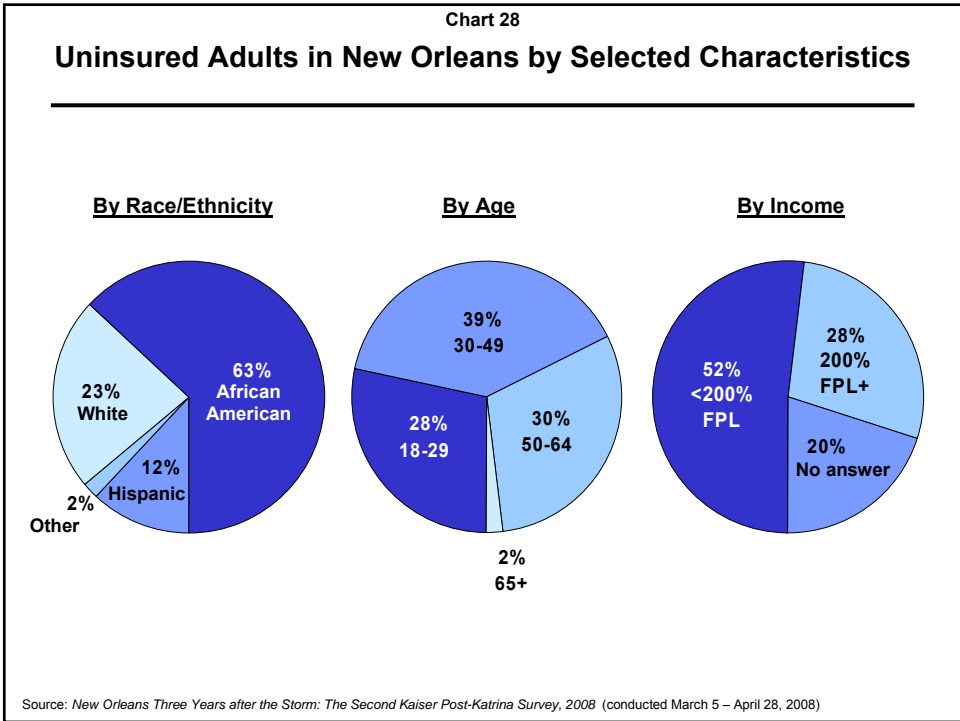 Chart 28
Uninsured Adults in New Orleans by Selected Characteristics
By Race/Ethnicity
63%
African
American
23%
White
12%
Hispanic
2%
Other
By Age
39%
30-49
28%
18-29
30%
50-64
2%
65+
By Income
52%
<200%
FPL
28%
200%
FPL+
20%
No answer
Source: New Orleans Three Years after the Storm: The Second Kaiser Post-Katrina Survey, 2008 (conducted March 5 – April 28, 2008)